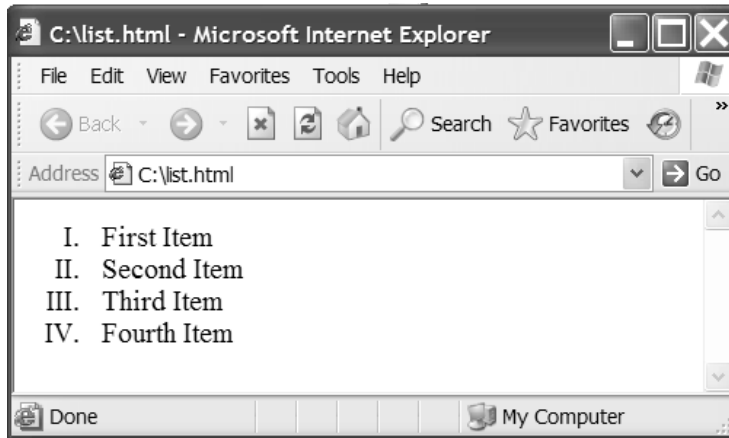 C:\list.html - Microsoft Internet Explorer
File Edit View Favorites Tools Help
Back Search Favorites »
Address C:\list.html Go
I. First Item
II. Second Item
III. Third Item
IV. Fourth Item
Done My Computer